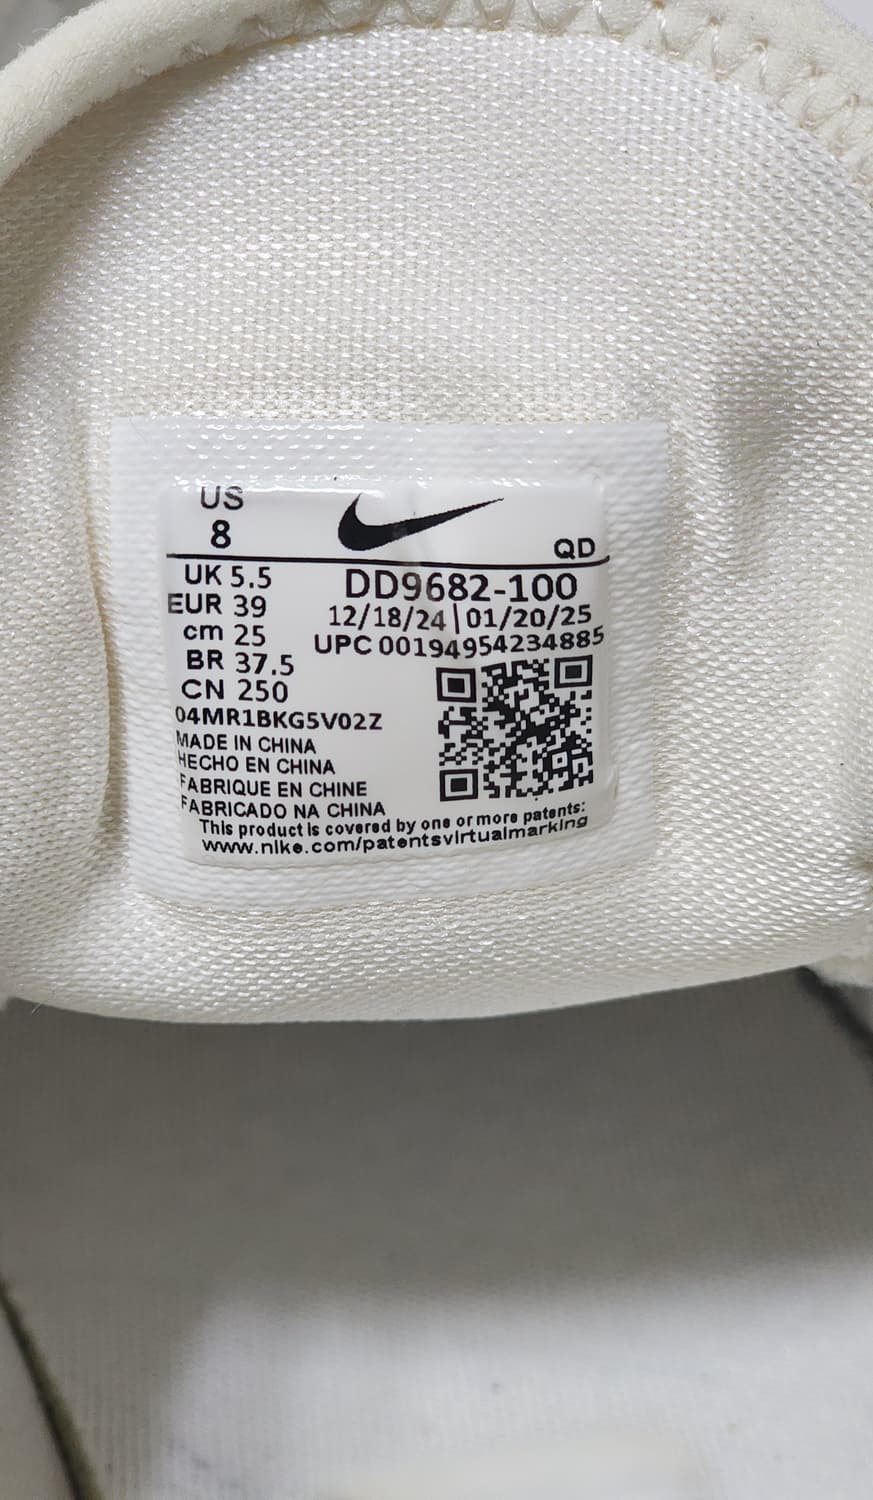 US
8
QD
UK 5.5
EUR 39
cm 25
BR 37.5
CN 250
DD9682-100
12/18/24|01/20/25
UPC 00194954234885
04MR1BKG5V02Z
MADE IN CHINA
HECHO EN CHINA
FABRIQUE EN CHINE
FABRICADO NA CHINA
This product is covered by one or more patents:
www.nike.com/patentsvirtualmarking